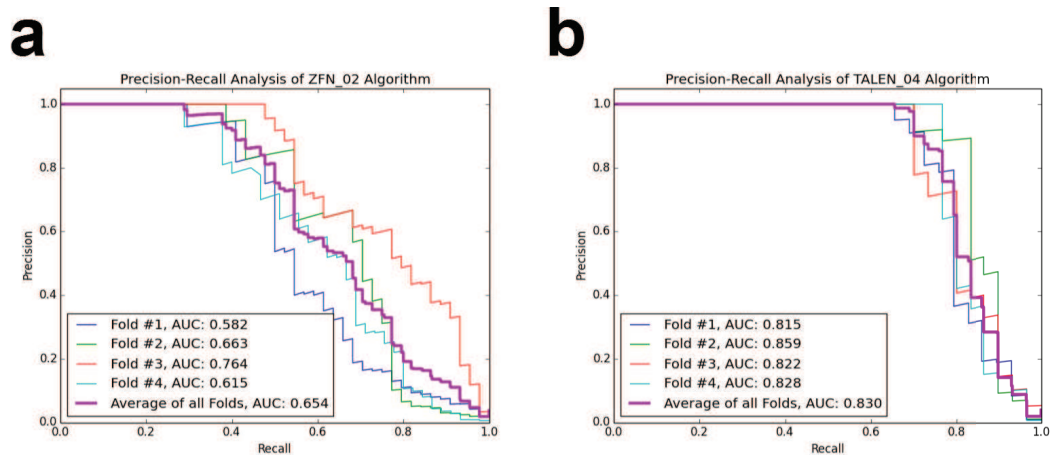 a
Precision-Recall Analysis of ZFN_02 Algorithm
1.0
0.8
0.6
0.4
0.2
0.0
Precision
Fold #1, AUC: 0.582
Fold #2, AUC: 0.663
Fold #3, AUC: 0.764
Fold #4, AUC: 0.615
Average of all Folds, AUC: 0.654
0.0 0.2 0.4 0.6 0.8 1.0
Recall
b
Precision-Recall Analysis of TALEN_04 Algorithm
1.0
0.8
0.6
0.4
0.2
0.0
Precision
Fold #1, AUC: 0.815
Fold #2, AUC: 0.859
Fold #3, AUC: 0.822
Fold #4, AUC: 0.828
Average of all Folds, AUC: 0.830
0.0 0.2 0.4 0.6 0.8 1.0
Recall